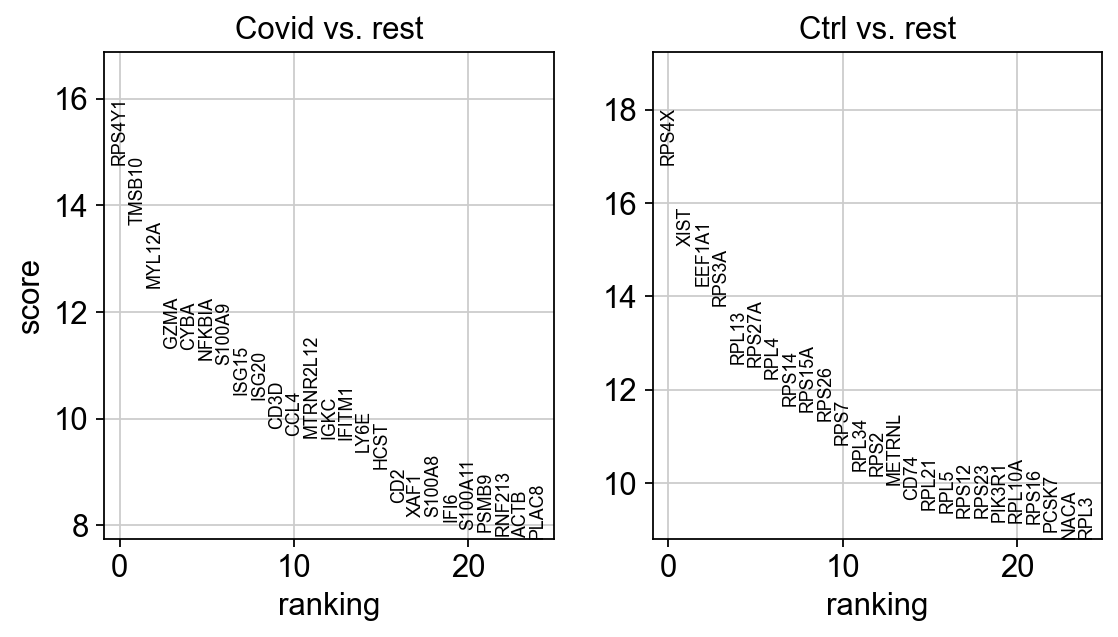 Covid vs. rest
16
14
12
10
8
score
RPS4Y1
TMSB10
MYL12A
GZMA
CYBA
NFKBIA
S100A9
ISG15
ISG20
CD3D
CCL4
MTRNR2L12
IGKC
IFITM1
LY6E
HCST
CD2
XAF1
S100A8
IFI6
S100A11
PSMB9
RNF213
ACTB
PLAC8
0 10 20
ranking
Ctrl vs. rest
18
16
14
12
10
RPS4X
XIST
EEF1A1
RPS3A
RPL13
RPS27A
RPL4
RPS14
RPS15A
RPS26
RPS7
RPL34
RPS2
METRNL
CD74
RPL21
RPL5
RPS12
RPS23
PIK3R1
RPL10A
RPS16
PCSK7
NACA
RPL3
0 10 20
ranking